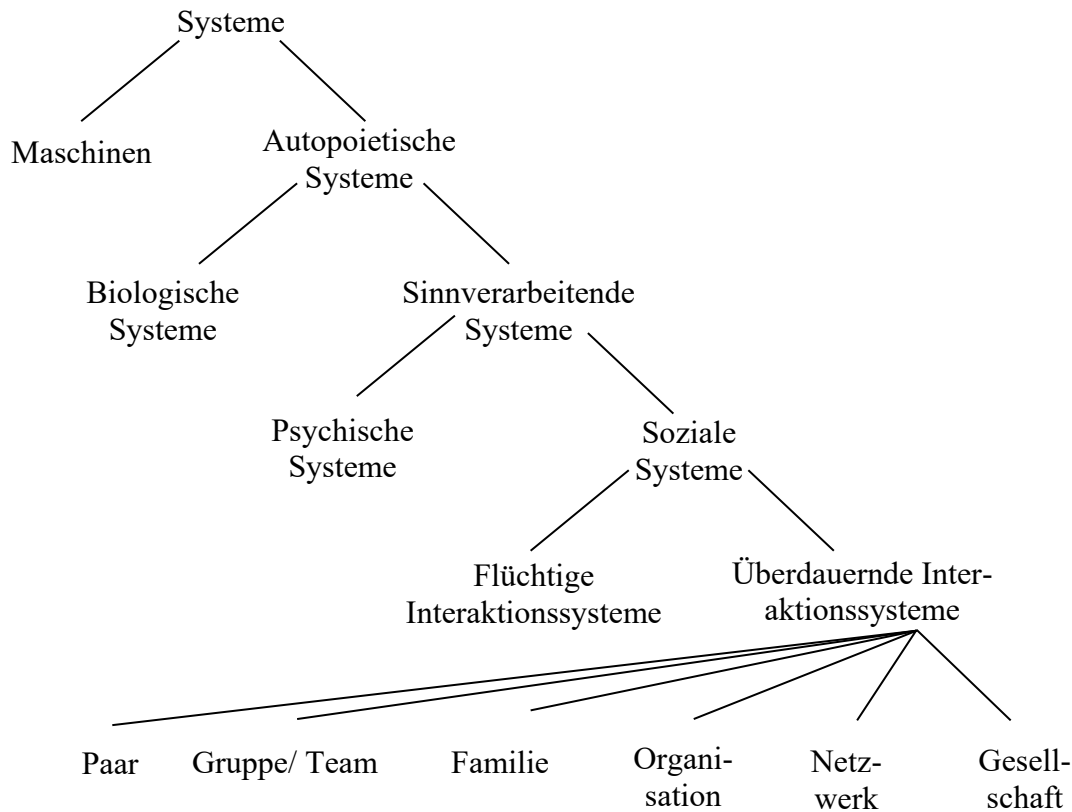 Systeme
Maschinen
Autopoietische
Systeme
Biologische
Systeme
Sinnverarbeitende
Systeme
Psychische
Systeme
Soziale
Systeme
Flüchtige
Interaktionssysteme
Überdauernde Inter-
aktionssysteme
Paar
Gruppe/ Team
Familie
Organi-
sation
Netz-
werk
Gesell-
schaft